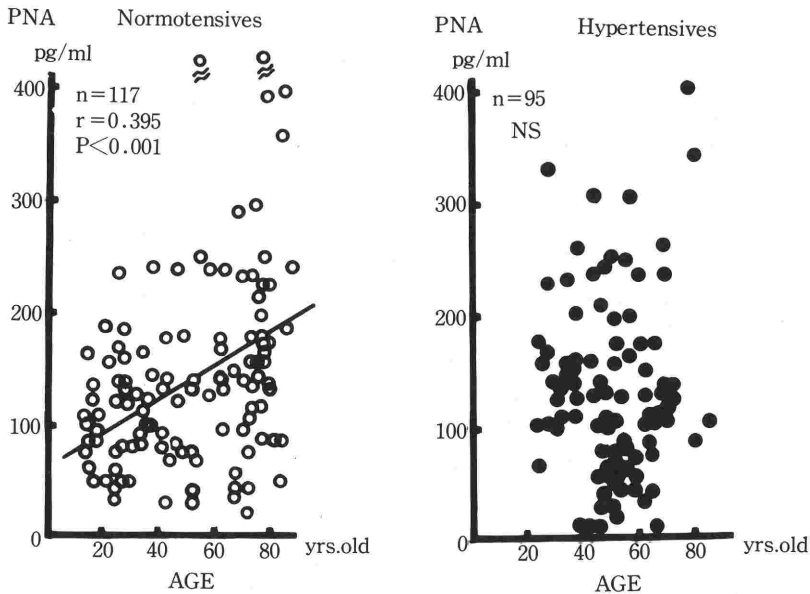 PNA Normotensives
pg/ml
400
n=117
r=0.395
P<0.001
300
200
100
0
20 40 60 80 yrs.old
AGE
PNA Hypertensives
pg/ml
400
n=95
NS
300
200
100
0
20 40 60 80 yrs.old
AGE